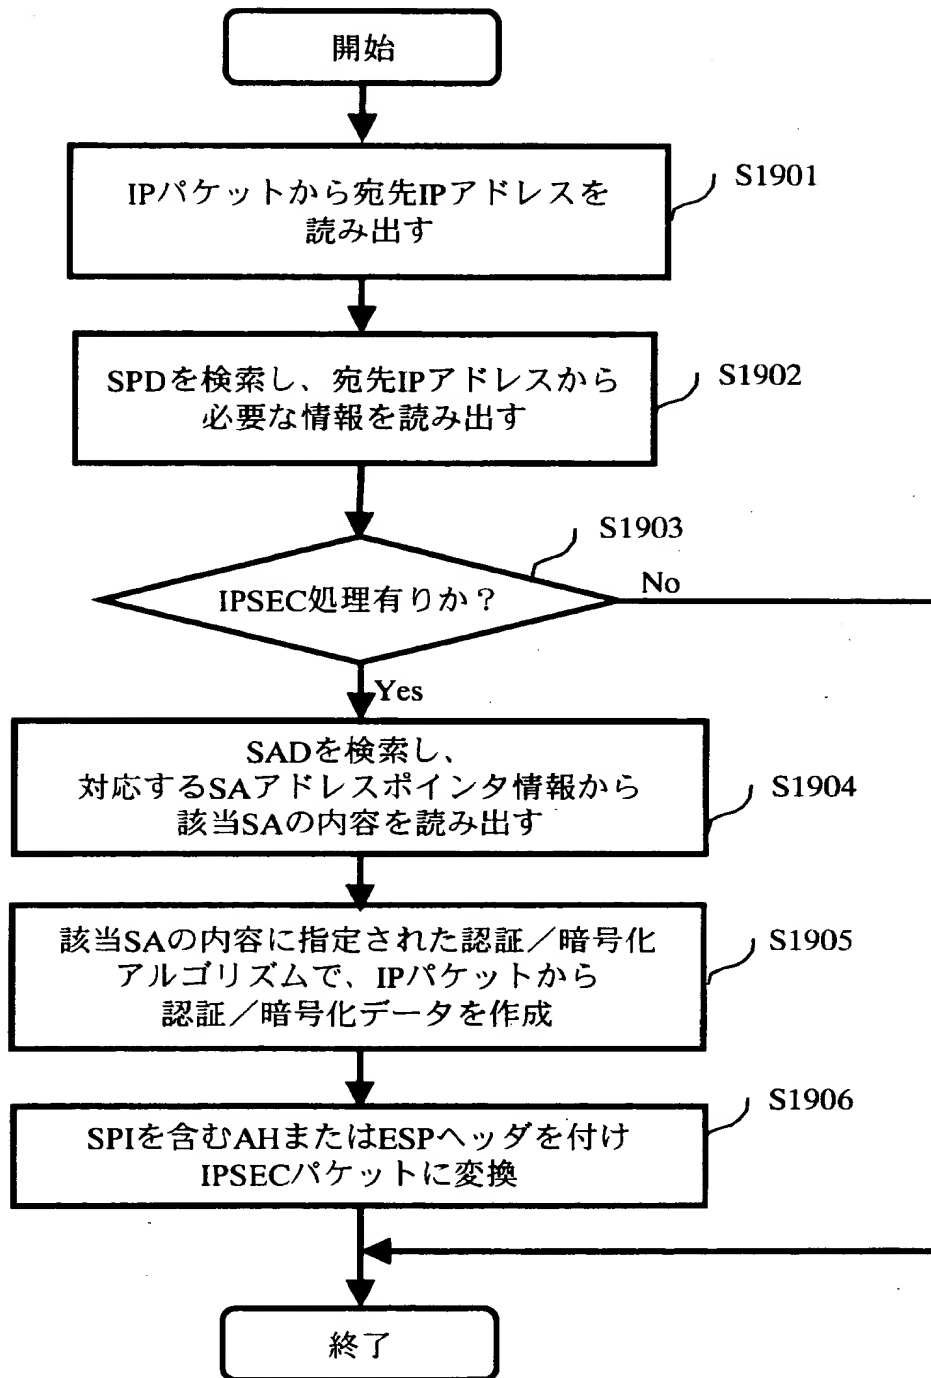 開始
IPパケットから宛先IPアドレスを
読み出す
S1901
SPDを検索し、宛先IPアドレスから
必要な情報を読み出す
S1902
S1903
IPSEC処理有りか？
No
Yes
SADを検索し、
対応するSAアドレスポインタ情報から
該当SAの内容を読み出す
S1904
該当SAの内容に指定された認証／暗号化
アルゴリズムで、IPパケットから
認証／暗号化データを作成
S1905
SPIを含むAHまたはESPヘッダを付け
IPSECパケットに変換
S1906
終了